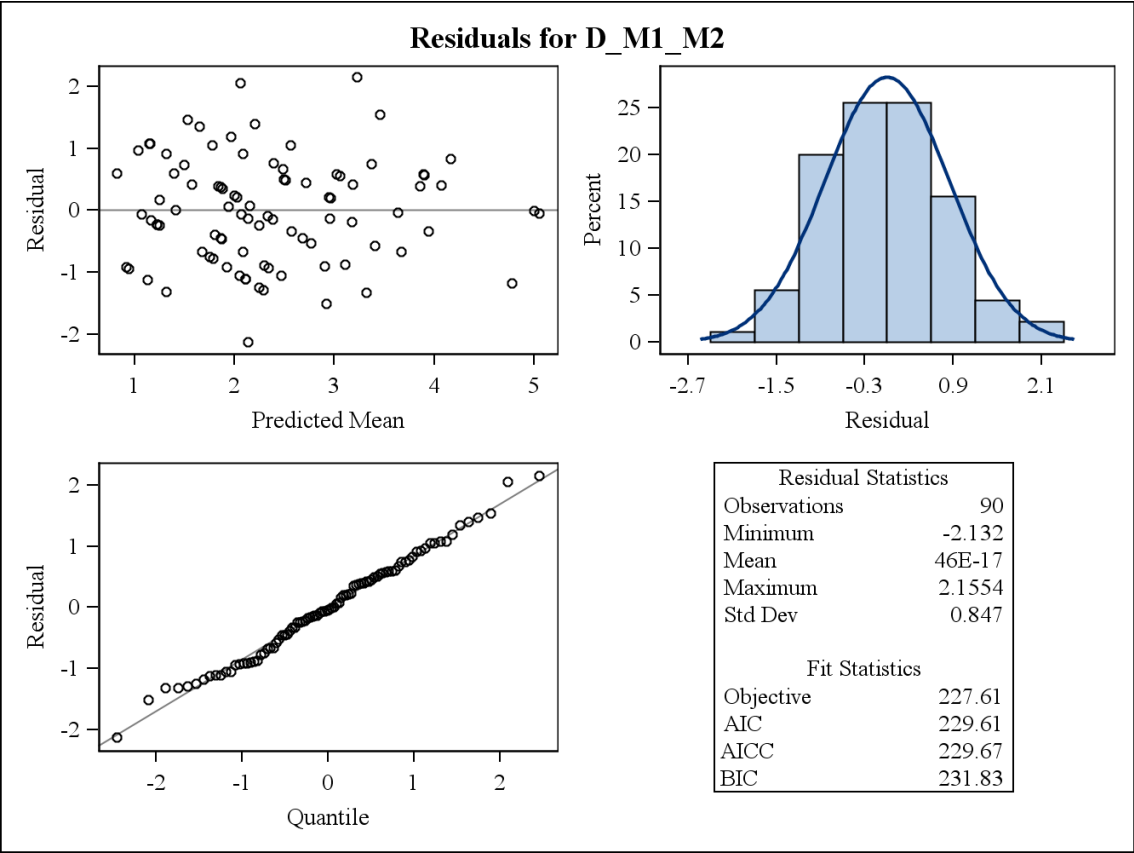 Residuals for D_M1_M2
2
1
0
-1
-2
Residual
1 2 3 4 5
Predicted Mean
25
20
15
10
5
0
Percent
-2.7 -1.5 -0.3 0.9 2.1
Residual
2
1
0
-1
-2
Residual
-2 -1 0 1 2
Quantile
Residual Statistics
Observations 90
Minimum -2.132
Mean 46E-17
Maximum 2.1554
Std Dev 0.847
Fit Statistics
Objective 227.61
AIC 229.61
AICC 229.67
BIC 231.83